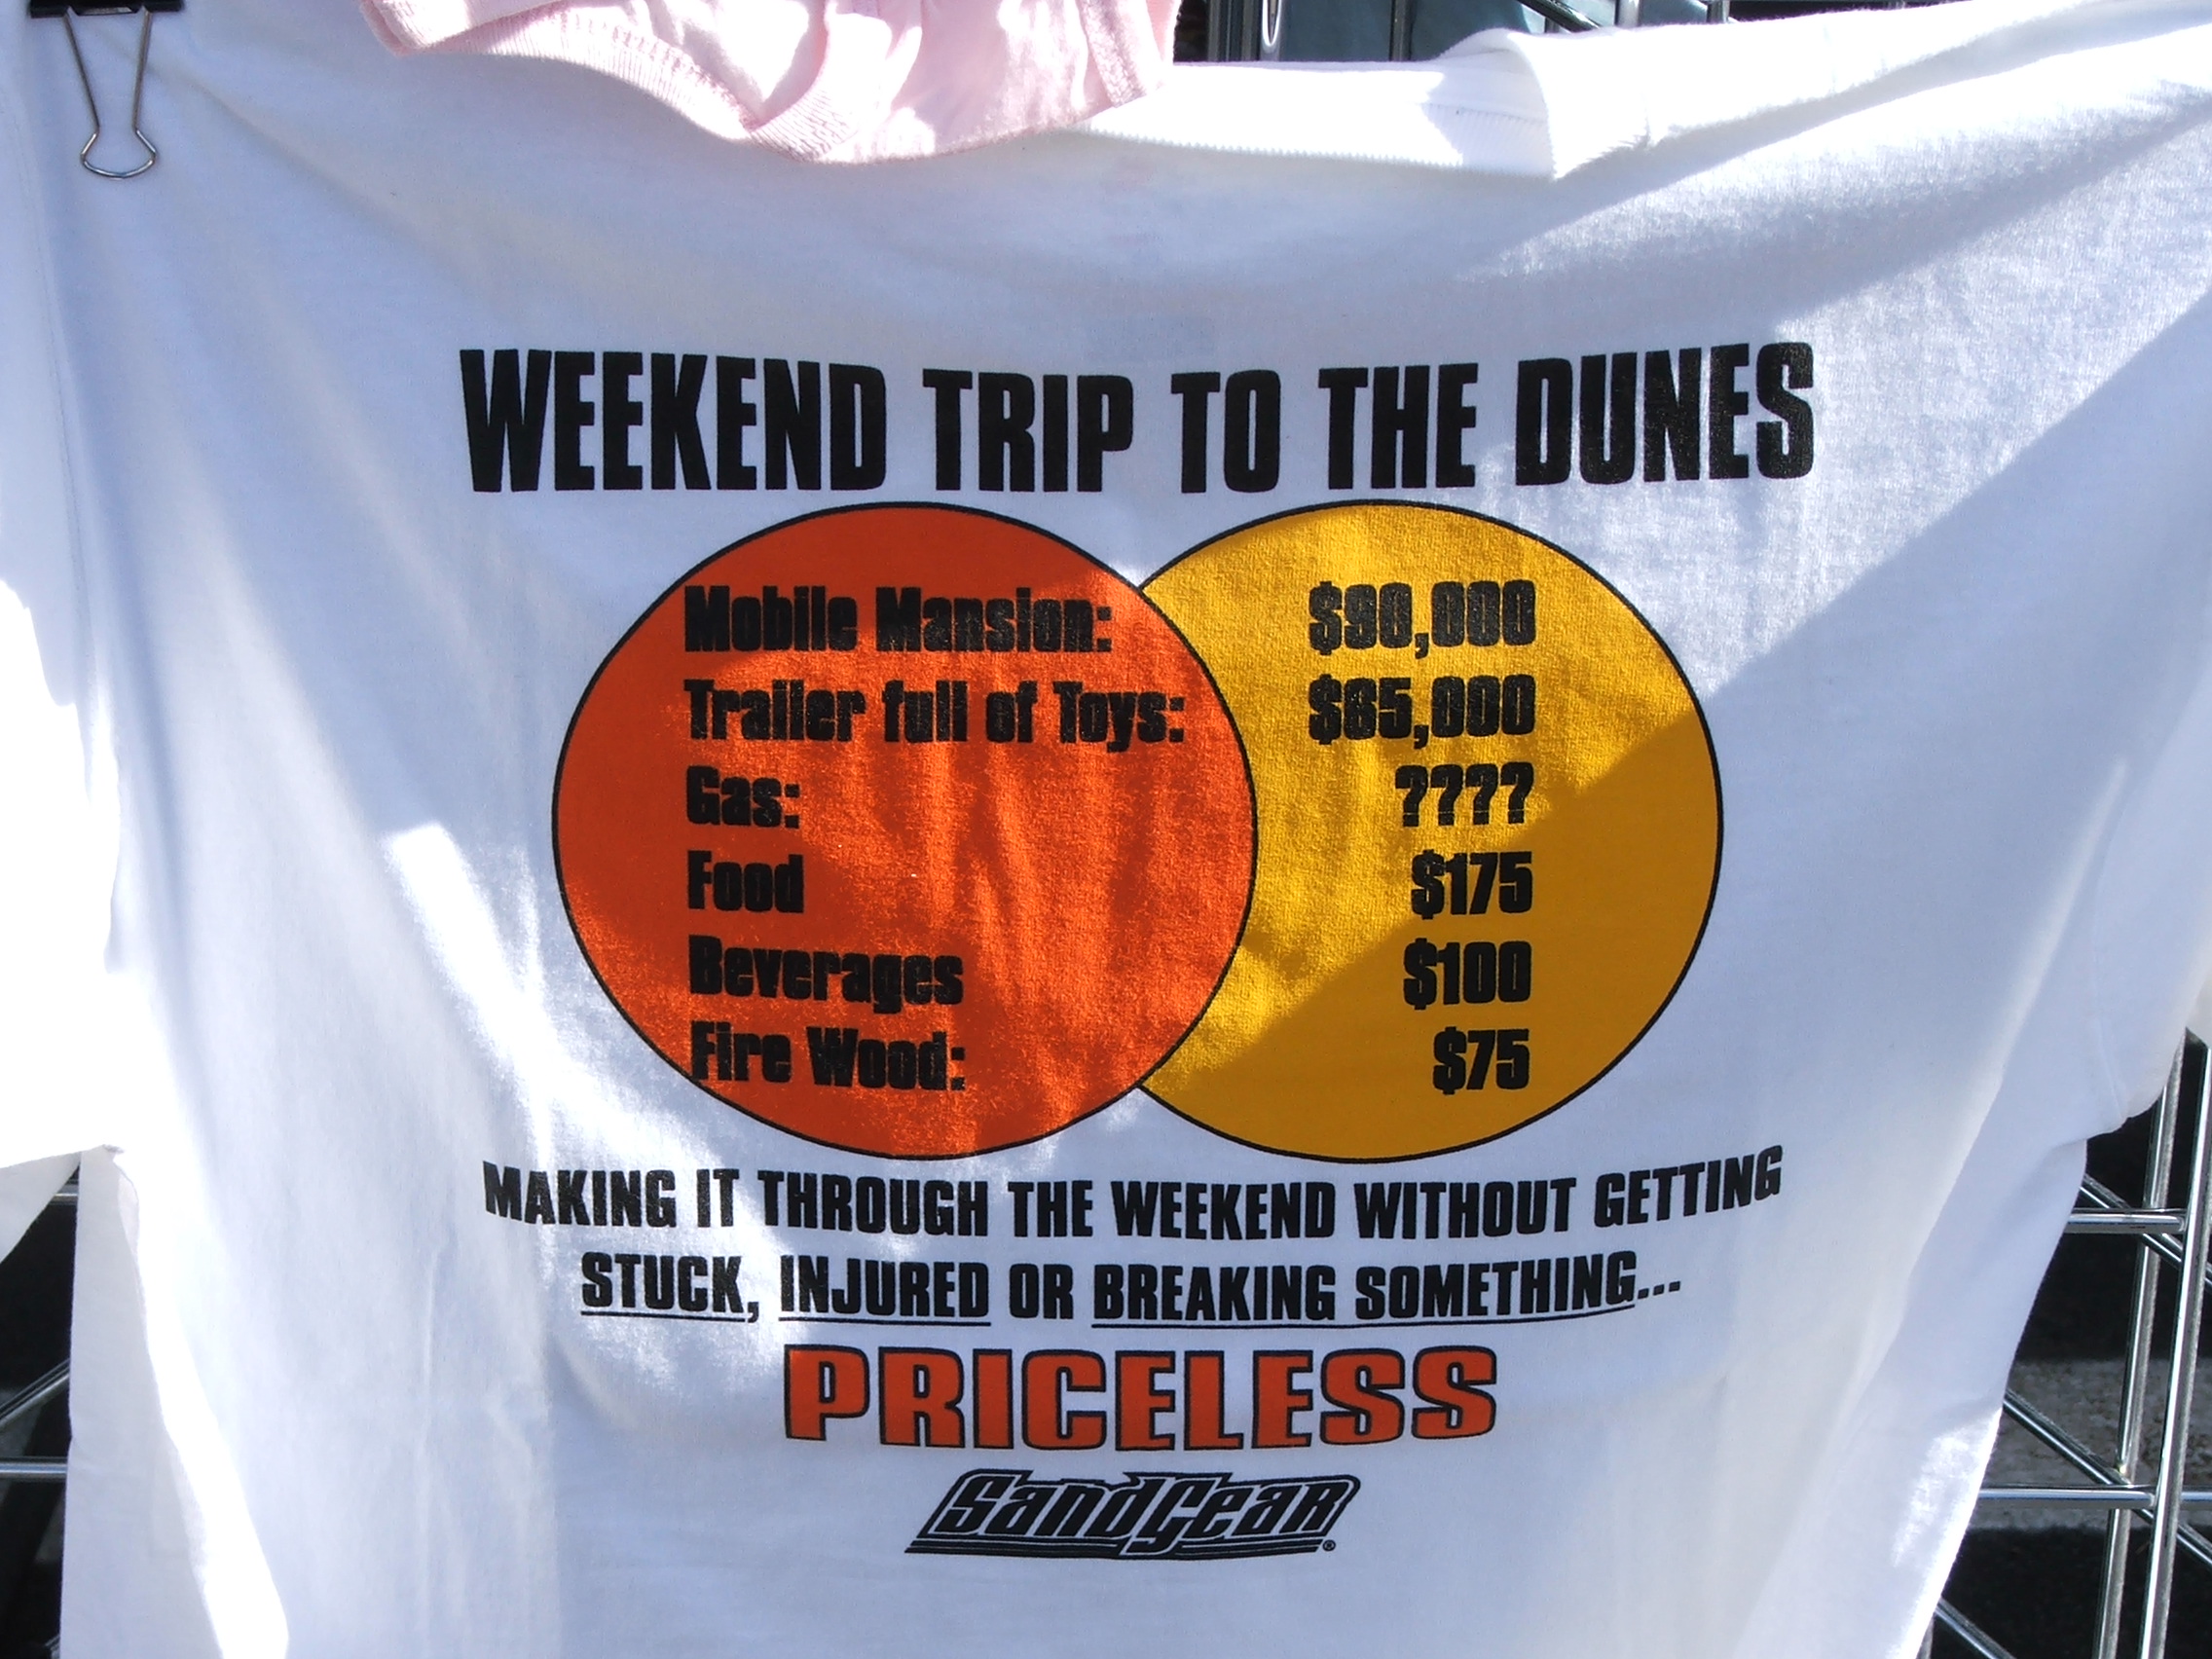 WEEKEND TRIP TO THE DUNES
Mobile Mansion: $90,000
Trailer full of Toys: $65,000
Gas: ????
Food $175
Beverages $100
Fire Wood: $75
MAKING IT THROUGH THE WEEKEND WITHOUT GETTING
STUCK, INJURED OR BREAKING SOMETHING...
PRICELESS
SandGear®